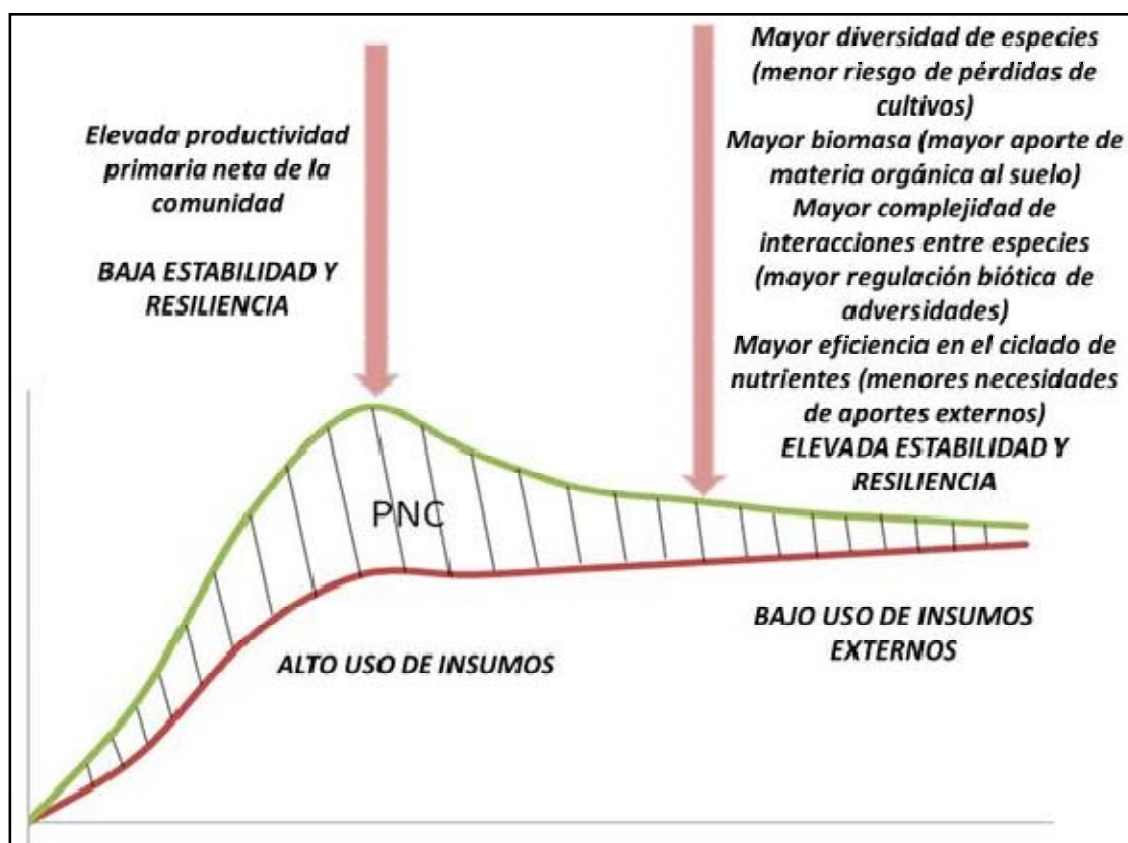 Elevada productividad
primaria neta de la
comunidad
BAJA ESTABILIDAD Y
RESILIENCIA
Mayor diversidad de especies
(menor riesgo de pérdidas de
cultivos)
Mayor biomasa (mayor aporte de
materia orgánica al suelo)
Mayor complejidad de
interacciones entre especies
(mayor regulación biótica de
adversidades)
Mayor eficiencia en el ciclado de
nutrientes (menores necesidades
de aportes externos)
ELEVADA ESTABILIDAD Y
RESILIENCIA
PNC
ALTO USO DE INSUMOS
BAJO USO DE INSUMOS
EXTERNOS